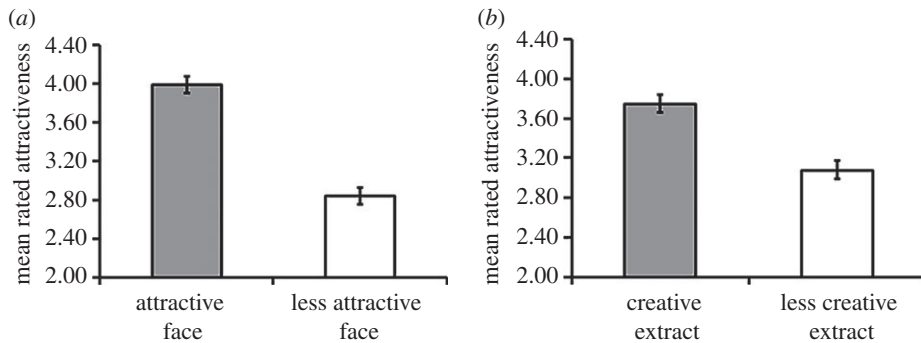 (a)
mean rated attractiveness
4.40
4.00
3.60
3.20
2.80
2.40
2.00
attractive
face
less attractive
face
(b)
mean rated attractiveness
4.40
4.00
3.60
3.20
2.80
2.40
2.00
creative
extract
less creative
extract